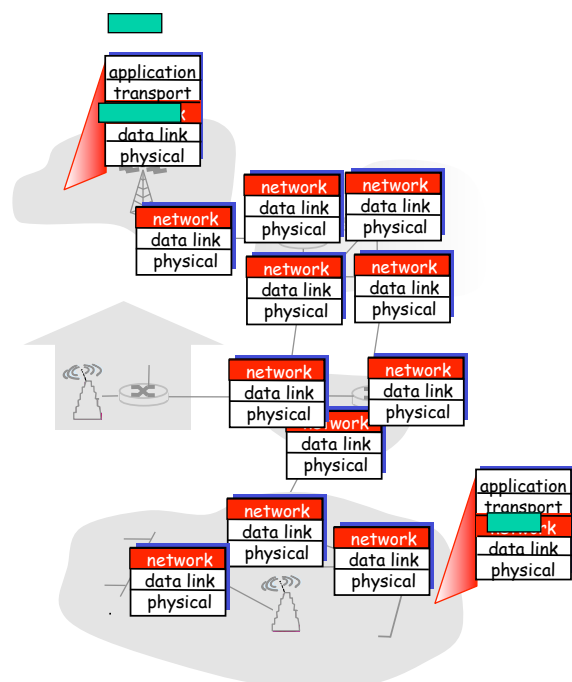 application
transport
data link
physical
network
data link
physical
network
data link
physical
network
data link
physical
network
data link
physical
network
data link
physical
network
data link
physical
network
data link
physical
data link
physical
application
transport
data link
physical
network
data link
physical
network
data link
physical
network
data link
physical